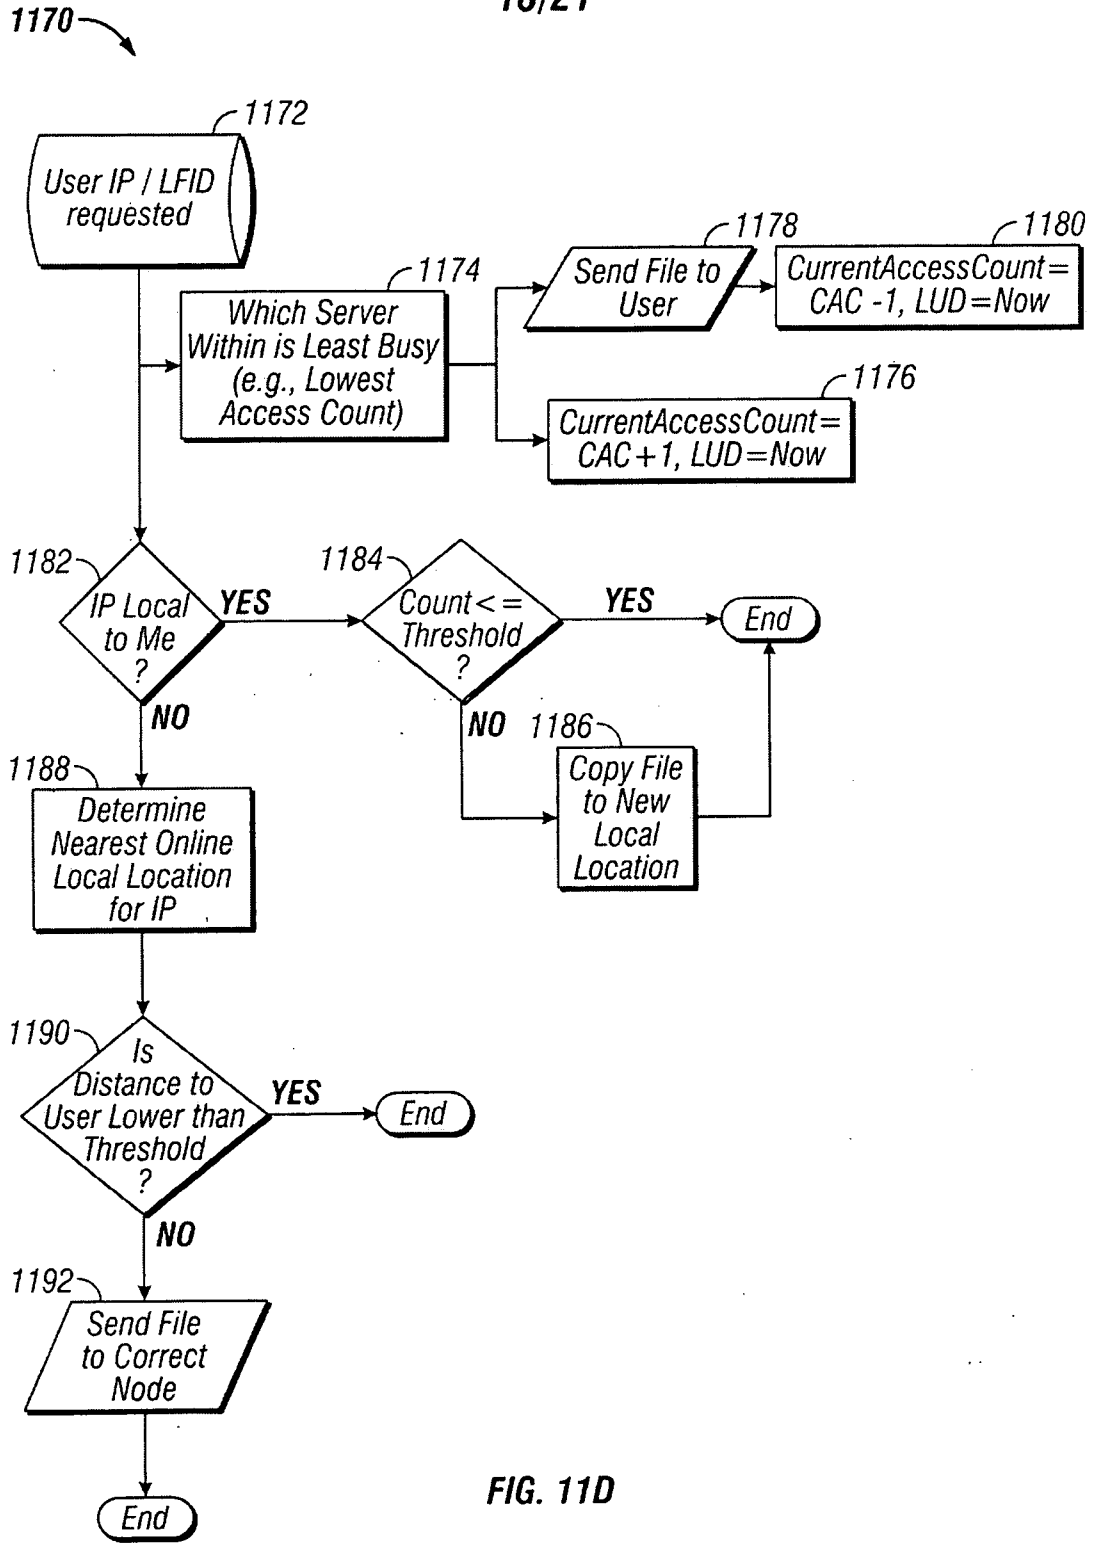 1170
1172
User IP / LFID
requested
1174
Which Server
Within is Least Busy
(e.g., Lowest
Access Count)
1178
Send File to
User
1180
CurrentAccessCount=
CAC -1, LUD=Now
1176
CurrentAccessCount=
CAC+1, LUD=Now
1182
IP Local
to Me
?
YES
NO
1184
Count< =
Threshold
?
YES
End
NO
1186
Copy File
to New
Local
Location
1188
Determine
Nearest Online
Local Location
for IP
1190
Is
Distance to
User Lower than
Threshold
?
YES
End
NO
1192
Send File
to Correct
Node
End
FIG. 11D